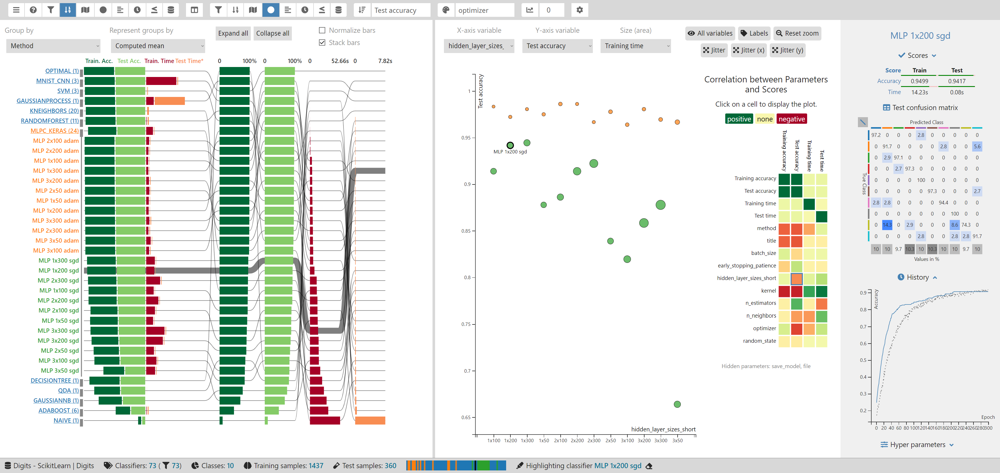 Test accuracy
optimizer
0
Group by
Represent groups by
Method
Computed mean
Expand all
Collapse all
Normalize bars
Stack bars
Train. Acc. Test Acc. Train. Time Test Time*
0 100% 0 100% 0 52.66s 0 7.82s
OPTIMAL (1)
MNIST_CNN (3)
SVM (3)
GAUSSIANPROCESS (1)
KNEIGHBORS (20)
RANDOMFOREST (11)
MLPC_KERAS (24)
MLP 2x100 adam
MLP 2x200 adam
MLP 1x100 adam
MLP 1x300 adam
MLP 3x200 adam
MLP 2x50 adam
MLP 1x50 adam
MLP 1x200 adam
MLP 3x300 adam
MLP 2x300 adam
MLP 3x50 adam
MLP 3x100 adam
MLP 1x300 sgd
MLP 1x200 sgd
MLP 2x300 sgd
MLP 1x100 sgd
MLP 2x200 sgd
MLP 2x100 sgd
MLP 1x50 sgd
MLP 3x300 sgd
MLP 3x200 sgd
MLP 2x50 sgd
MLP 3x100 sgd
MLP 3x50 sgd
DECISIONTREE (1)
QDA (1)
GAUSSIANNB (1)
ADABOOST (6)
NAIVE (1)
X-axis variable
Y-axis variable
Size (area)
hidden_layer_sizes_
Test accuracy
Training time
All variables
Labels
Reset zoom
Jitter
Jitter (x)
Jitter (y)
Test accuracy
1
0.95
0.9
0.85
0.8
0.75
0.7
0.65
MLP 1x200 sgd
hidden_layer_sizes_short
1x100 1x200 1x300 1x50 2x100 2x200 2x300 2x50 3x100 3x200 3x300 3x50
Correlation between Parameters
and Scores
Click on a cell to display the plot.
positive none negative
Training accuracy
Test accuracy
Training time
Test time
Training accuracy
Test accuracy
Training time
Test time
method
title
batch_size
early_stopping_patience
hidden_layer_sizes_short
kernel
n_estimators
n_neighbors
optimizer
random_state
Hidden parameters: save_model, file
MLP 1x200 sgd
Scores
Score Train Test
Accuracy 0.9499 0.9417
Time 14.23s 0.08s
Test confusion matrix
Predicted Class
True Class
97.2 0 0 0 2.8 0 0 0 0 0
0 91.7 0 0 0 0 2.8 0 0 5.6
0 2.9 97.1 0 0 0 0 0 0 0
0 0 2.7 97.3 0 0 0 0 0 0
0 0 0 0 100 0 0 0 0 0
0 0 0 0 0 97.3 0 0 0 2.7
2.8 2.8 0 0 0 0 94.4 0 0 0
0 0 0 0 0 0 0 100 0 0
0 14.3 0 2.9 0 0 0 8.6 74.3 0
0 0 0 0 2.8 0 0 2.8 2.8 91.7
10 10 9.7 10.3 10 10.3 10 10 9.7 10
Values in %
History
Accuracy
0.9
0.8
0.7
0.6
0.5
0.4
0.3
0.2
Epoch
0 20 40 60 80 100 120 140 160 180 200 220 240 260 280 300
Hyper parameters
Digits - ScikitLearn | Digits
Classifiers: 73 ( 73)
Classes: 10
Training samples: 1437
Test samples: 360
Highlighting classifier MLP 1x200 sgd